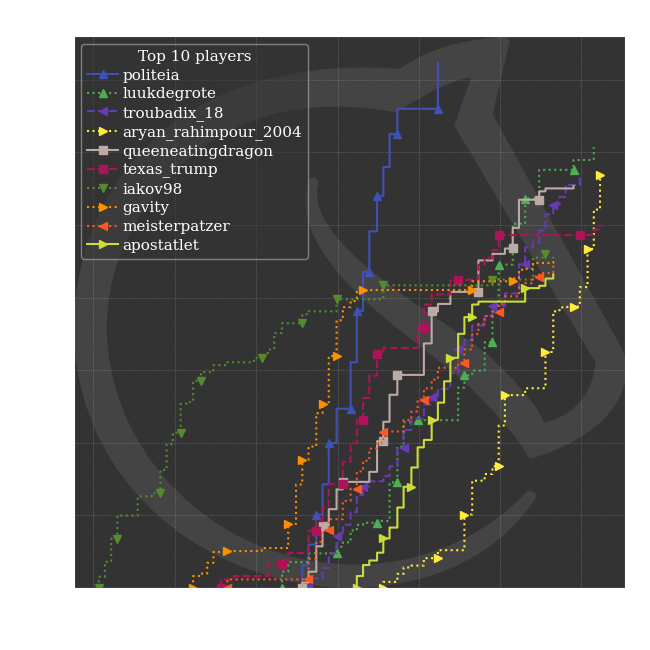 Top 10 players
politeia
luukdegrote
troubadix_18
aryan_rahimpour_2004
queeneatingdragon
texas_trump
iakov98
gavity
meisterpatzer
apostatlet